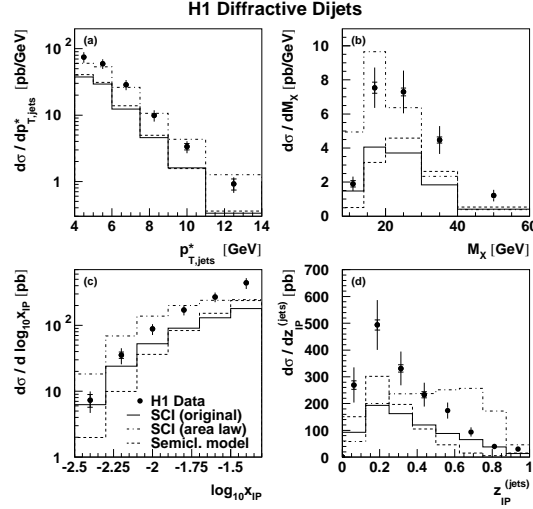 H1 Diffractive Dijets
(a)
dσ / dp*T,jets [pb/GeV]
10²
10
1
4 6 8 10 12 14
p*T,jets [GeV]
(b)
dσ / dMX [pb/GeV]
10
8
6
4
2
0
20 40 60
MX [GeV]
(c)
dσ / d log10xIP [pb]
10²
10
1
H1 Data
SCI (original)
SCI (area law)
Semicl. model
-2.5 -2.25 -2 -1.75 -1.5
log10xIP
(d)
dσ / dzIP(jets) [pb]
700
600
500
400
300
200
100
0
0 0.2 0.4 0.6 0.8 1
zIP(jets)